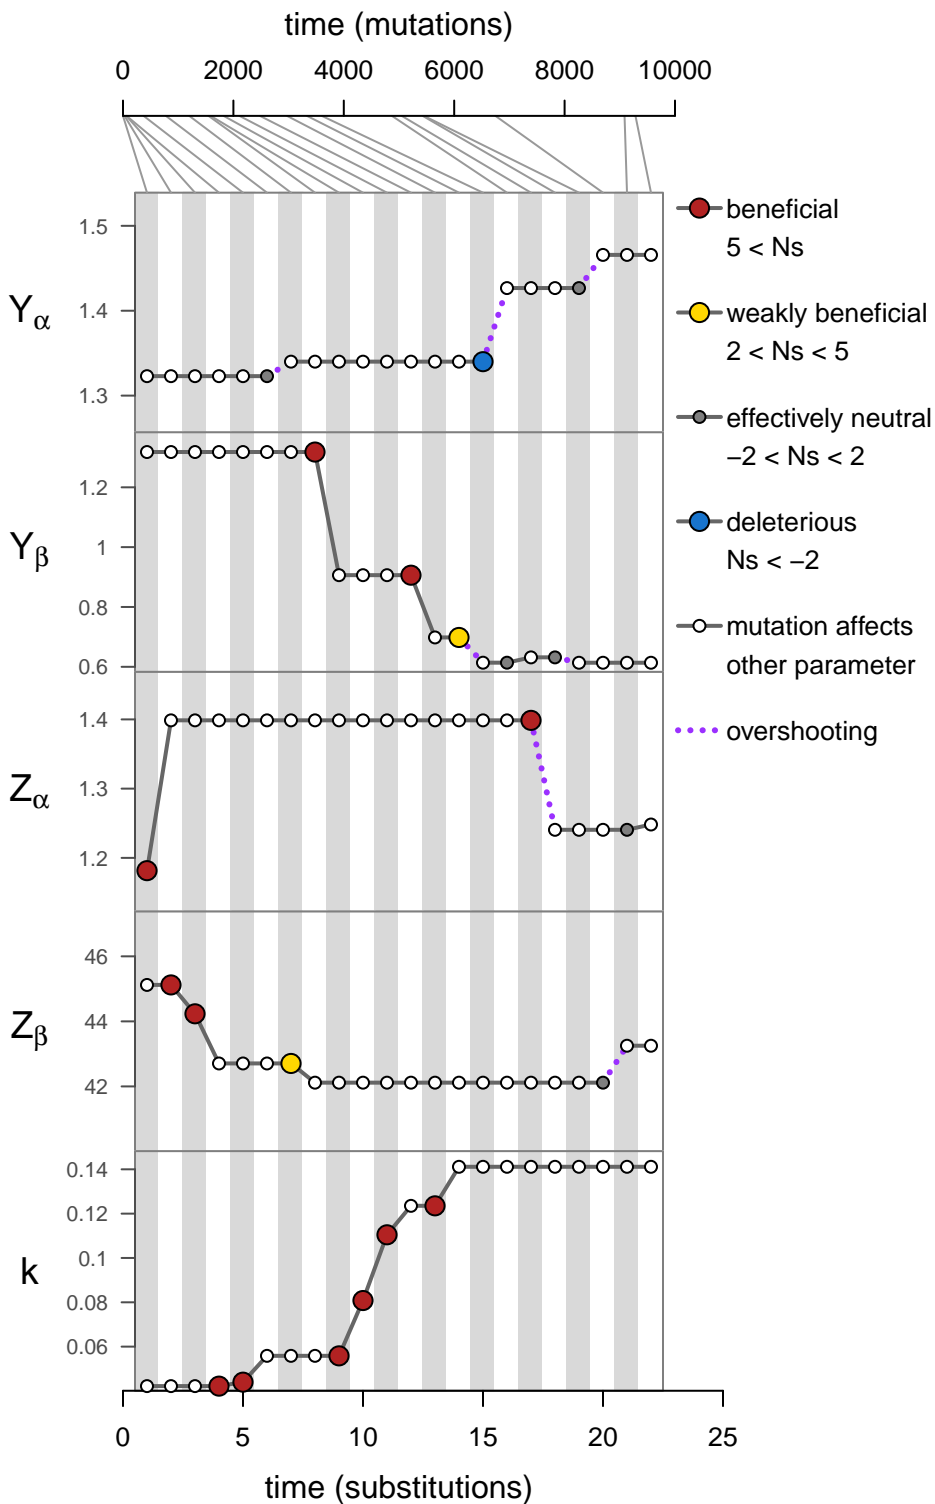 time (mutations)
0 2000 4000 6000 8000 10000
Yα
1.5
1.4
1.3
Yβ
1.2
1
0.8
0.6
Zα
1.4
1.3
1.2
Zβ
46
44
42
k
0.14
0.12
0.1
0.08
0.06
0 5 10 15 20 25
time (substitutions)
beneficial
5 < Ns
weakly beneficial
2 < Ns < 5
effectively neutral
−2 < Ns < 2
deleterious
Ns < −2
mutation affects
other parameter
overshooting